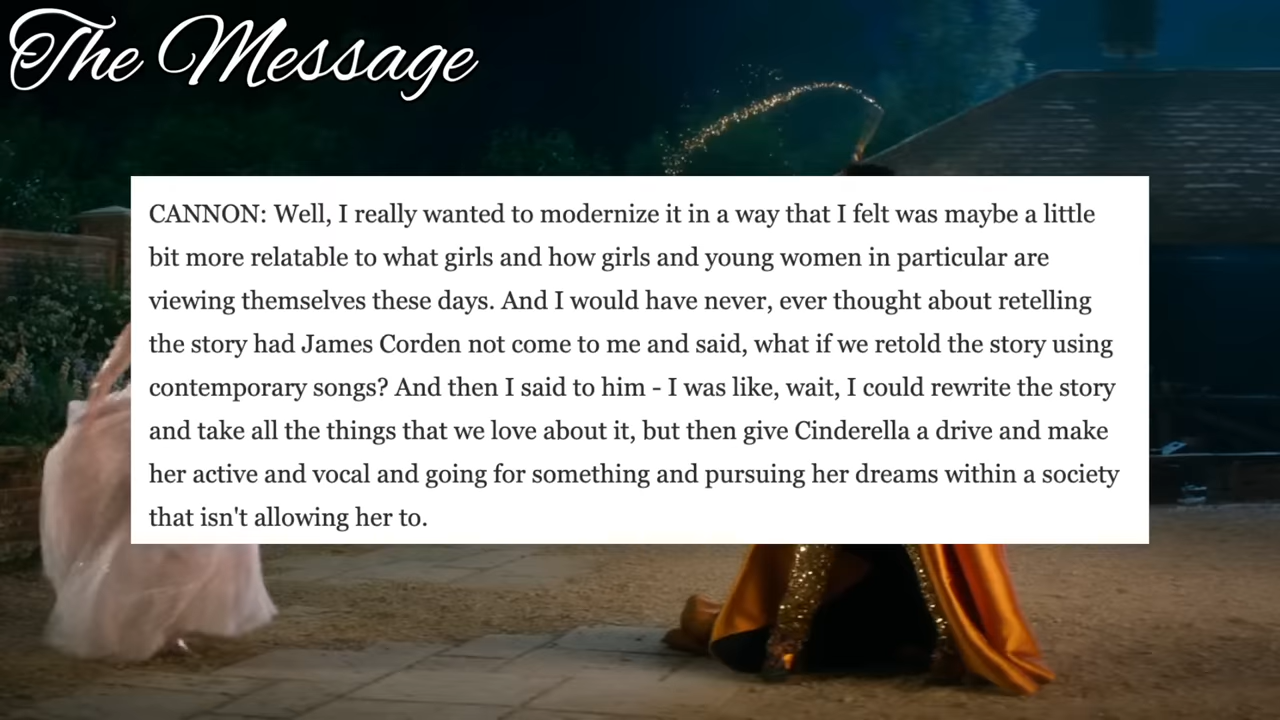 The Message
CANNON: Well, I really wanted to modernize it in a way that I felt was maybe a little
bit more relatable to what girls and how girls and young women in particular are
viewing themselves these days. And I would have never, ever thought about retelling
the story had James Corden not come to me and said, what if we retold the story using
contemporary songs? And then I said to him - I was like, wait, I could rewrite the story
and take all the things that we love about it, but then give Cinderella a drive and make
her active and vocal and going for something and pursuing her dreams within a society
that isn't allowing her to.